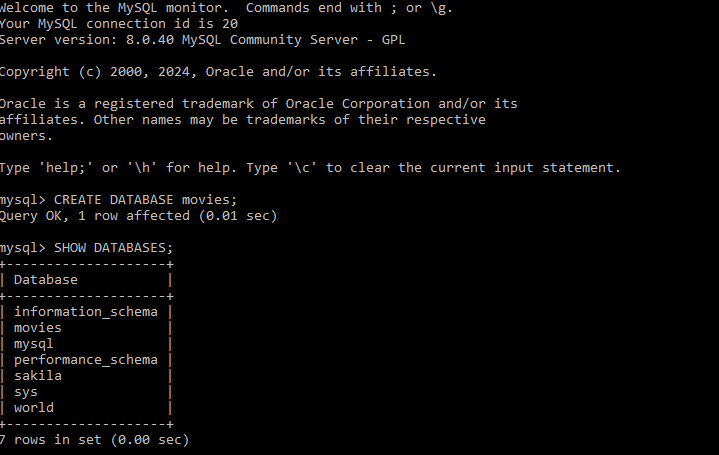 Welcome to the MySQL monitor.  Commands end with ; or \g.
Your MySQL connection id is 20
Server version: 8.0.40 MySQL Community Server - GPL

Copyright (c) 2000, 2024, Oracle and/or its affiliates.

Oracle is a registered trademark of Oracle Corporation and/or its
affiliates. Other names may be trademarks of their respective
owners.

Type 'help;' or '\h' for help. Type '\c' to clear the current input statement.

mysql> CREATE DATABASE movies;
Query OK, 1 row affected (0.01 sec)

mysql> SHOW DATABASES;
+--------------------+
| Database           |
+--------------------+
| information_schema |
| movies             |
| mysql              |
| performance_schema |
| sakila             |
| sys                |
| world              |
+--------------------+
7 rows in set (0.00 sec)